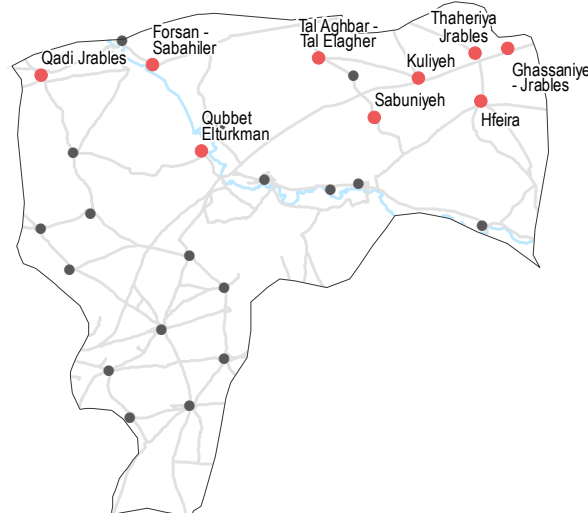 Qadi Jrables
Forsan -
Sabahiler
Tal Aghbar -
Tal Elagher
Thaheriya
Jrables
Kuliyeh
Ghassaniye
- Jrables
Sabuniyeh
Hfeira
Qubbet
Elturkman